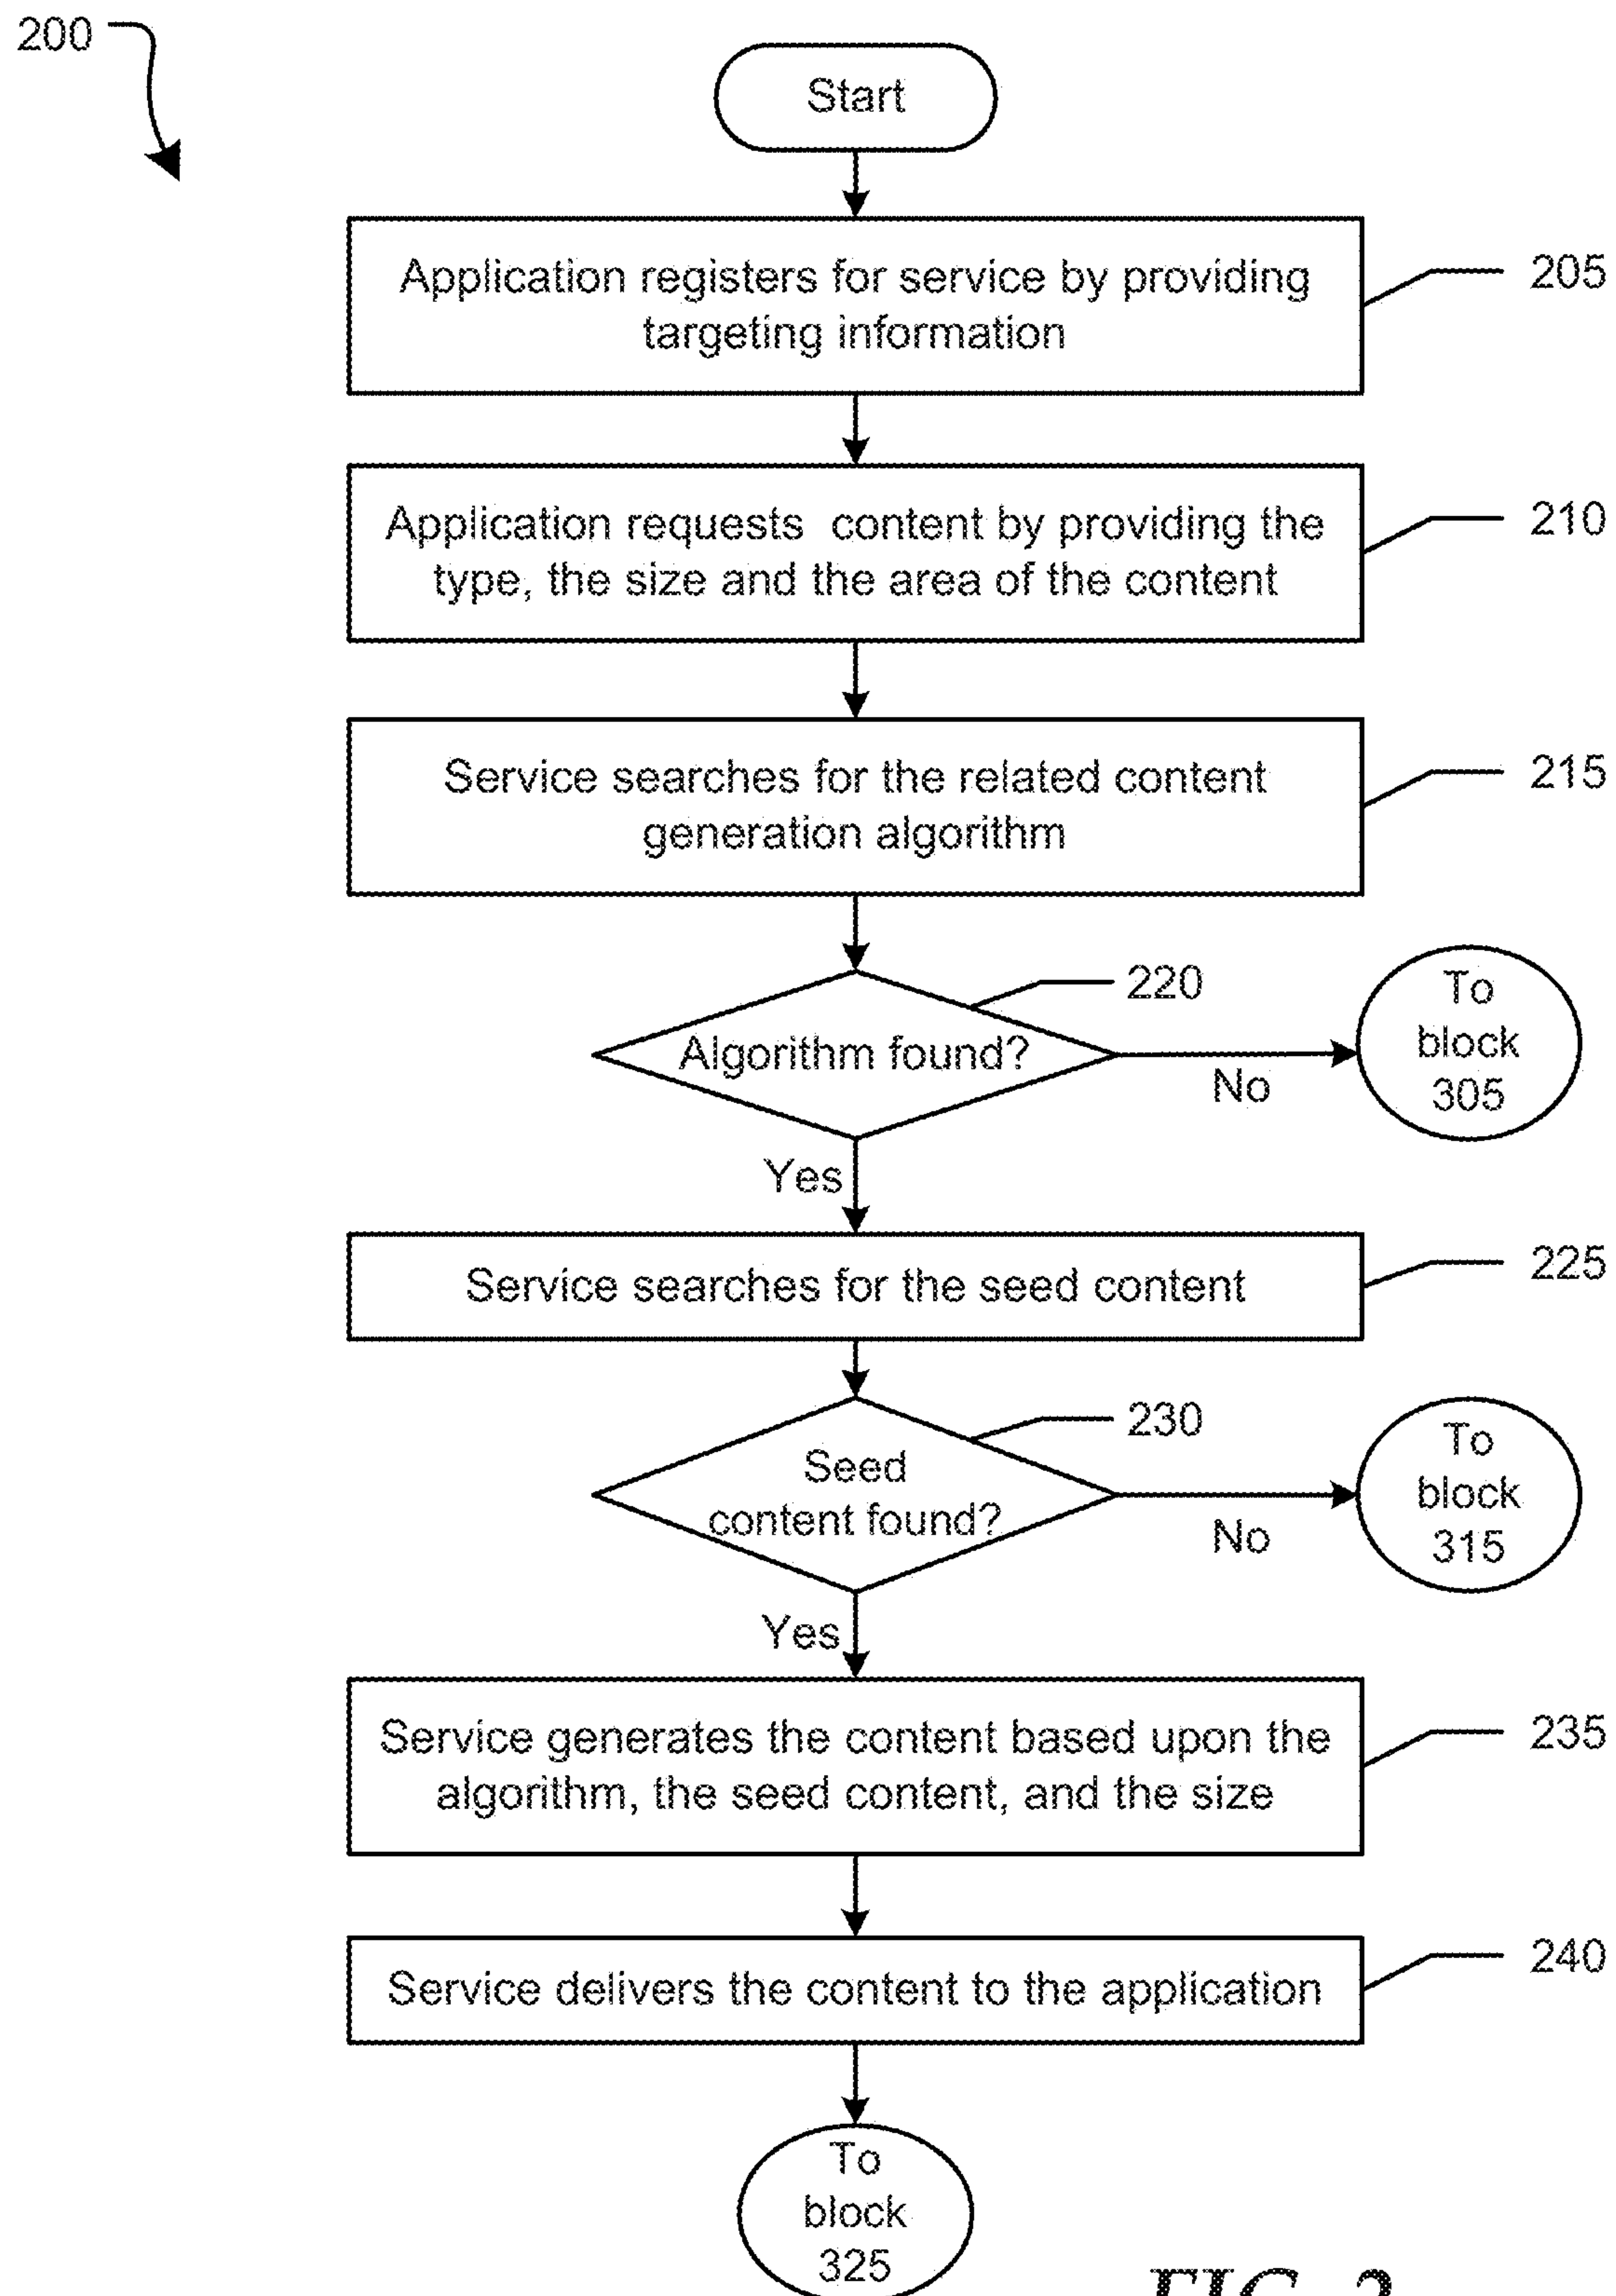 200
Start
Application registers for service by providing
targeting information
205
Application requests content by providing the
type, the size and the area of the content
210
Service searches for the related content
generation algorithm
215
220
Algorithm found?
No
To
block
305
Yes
Service searches for the seed content
225
230
Seed
content found?
No
To
block
315
Yes
Service generates the content based upon the
algorithm, the seed content, and the size
235
Service delivers the content to the application
240
To
block
325